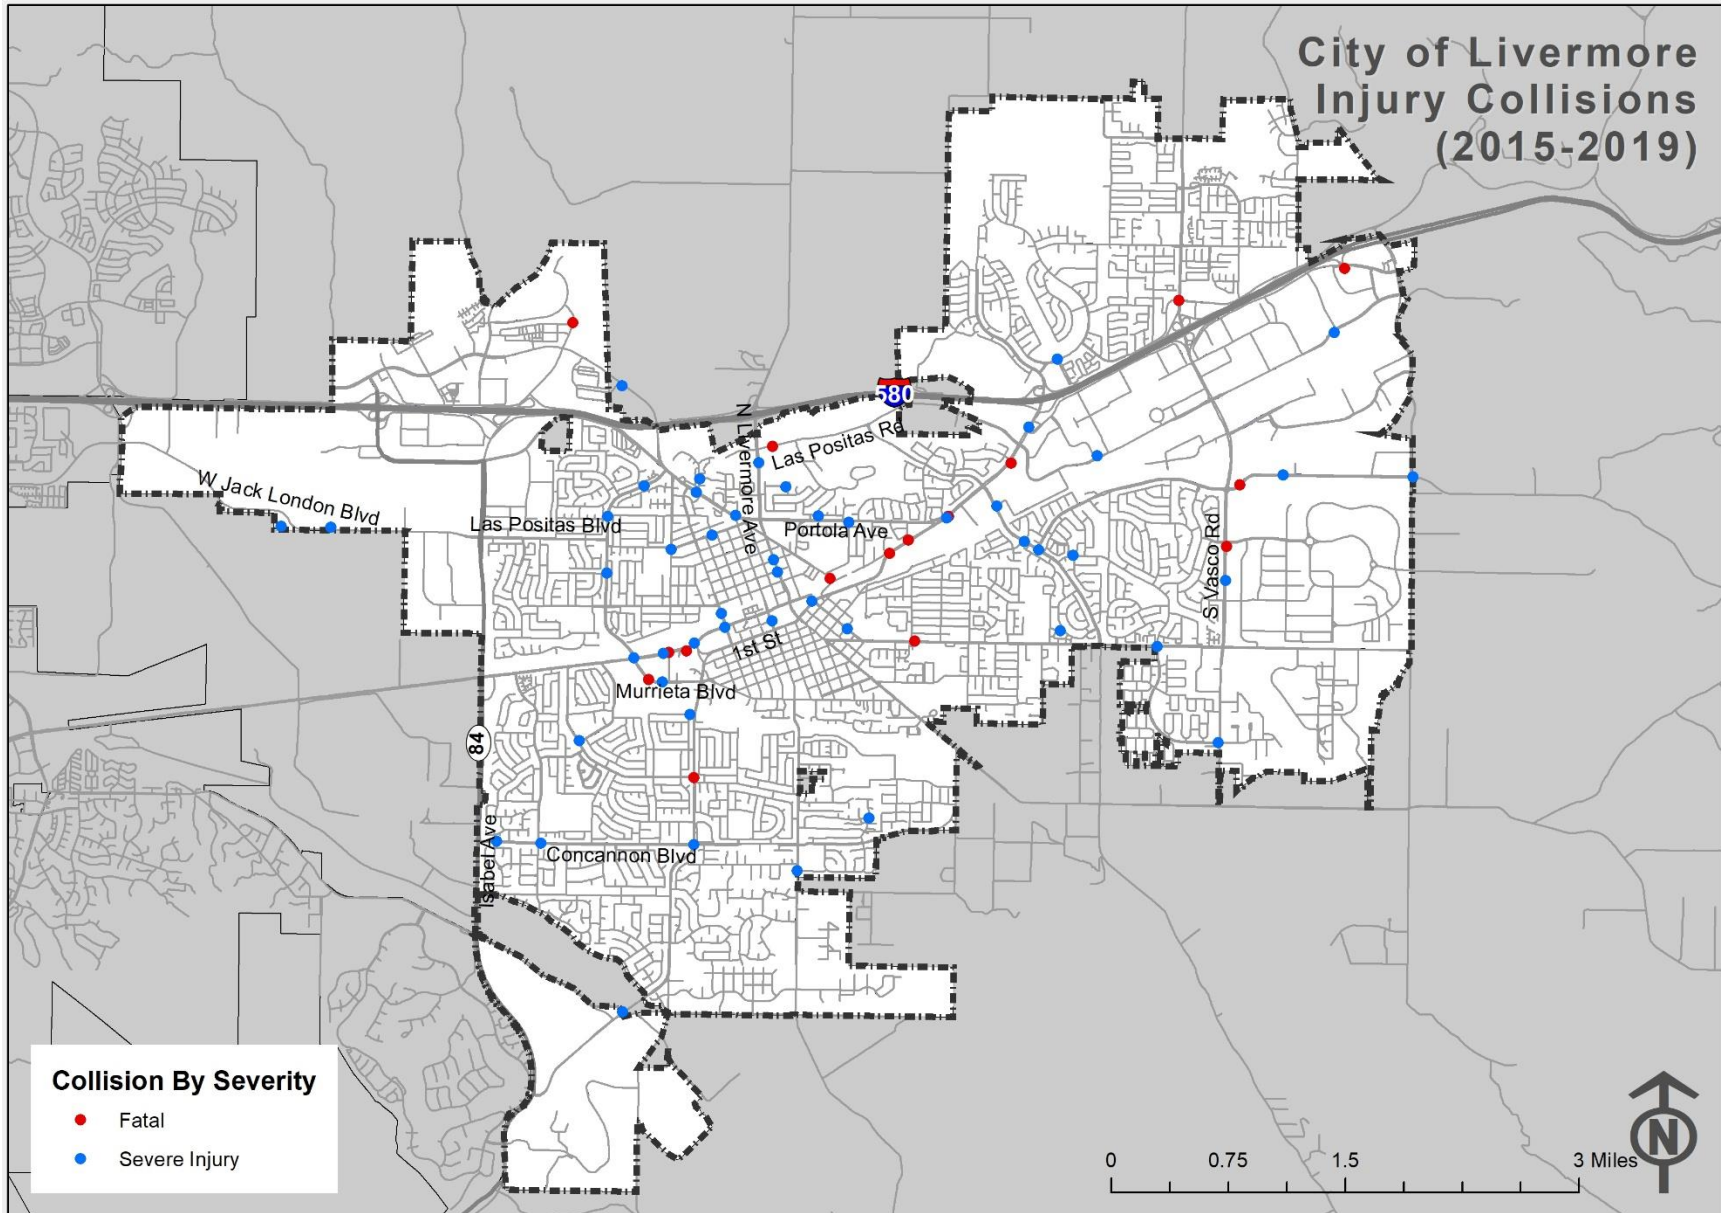 City of Livermore
Injury Collisions
(2015-2019)
580
N Livermore Ave
Las Positas Rd
W Jack London Blvd
Las Positas Blvd
Portola Ave
S Vasco Rd
1st St
Murrieta Blvd
84
Isabel Ave
Concannon Blvd
Collision By Severity
Fatal
Severe Injury
0 0.75 1.5 3 Miles
N